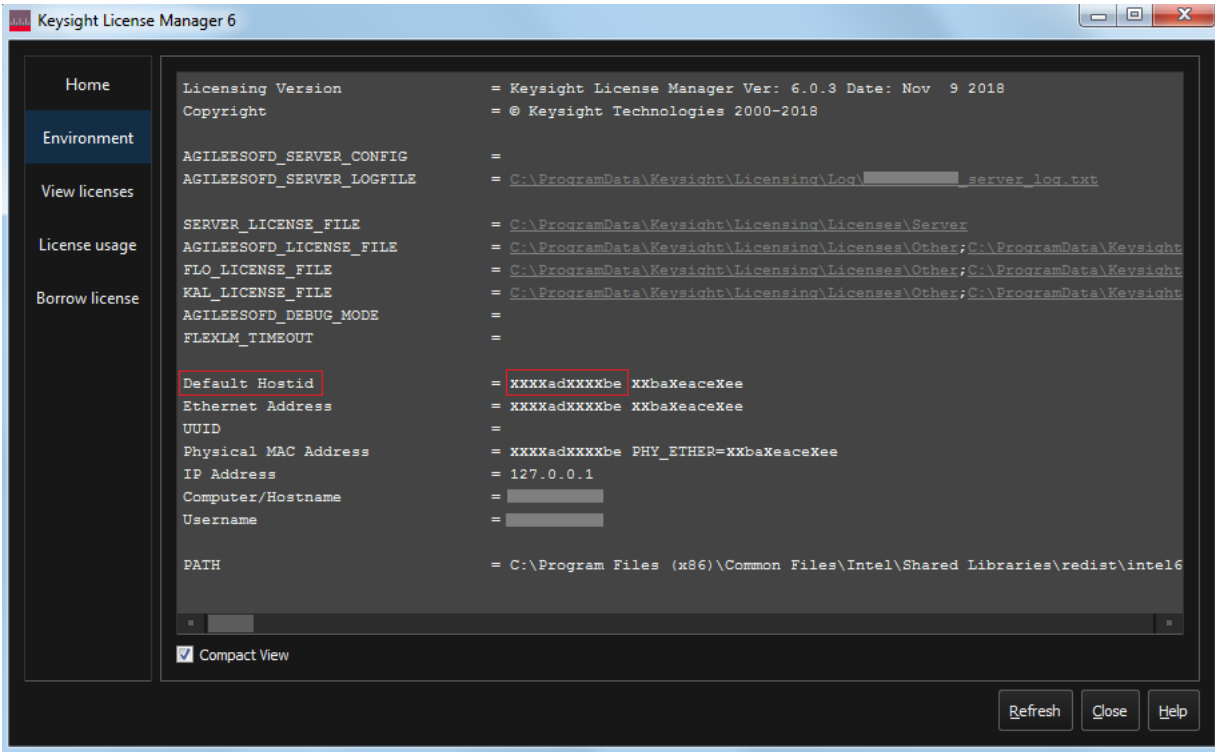 Keysight License Manager 6
Home
Environment
View licenses
License usage
Borrow license
Licensing Version = Keysight License Manager Ver: 6.0.3 Date: Nov 9 2018
Copyright = © Keysight Technologies 2000-2018
AGILEESOFD_SERVER_CONFIG =
AGILEESOFD_SERVER_LOGFILE = C:\ProgramData\Keysight\Licensing\Log\ _server_log.txt
SERVER_LICENSE_FILE = C:\ProgramData\Keysight\Licensing\Licenses\Server
AGILEESOFD_LICENSE_FILE = C:\ProgramData\Keysight\Licensing\Licenses\Other;C:\ProgramData\Keysight
FLO_LICENSE_FILE = C:\ProgramData\Keysight\Licensing\Licenses\Other;C:\ProgramData\Keysight
KAL_LICENSE_FILE = C:\ProgramData\Keysight\Licensing\Licenses\Other;C:\ProgramData\Keysight
AGILEESOFD_DEBUG_MODE =
FLEXLM_TIMEOUT =
Default Hostid = XXXXadXXXXbe XXbaXeaceXee
Ethernet Address = XXXXadXXXXbe XXbaXeaceXee
UUID =
Physical MAC Address = XXXXadXXXXbe PHY_ETHER=XXbaXeaceXee
IP Address = 127.0.0.1
Computer/Hostname =
Username =
PATH = C:\Program Files (x86)\Common Files\Intel\Shared Libraries\redist\intel6
Compact View
Refresh
Close
Help